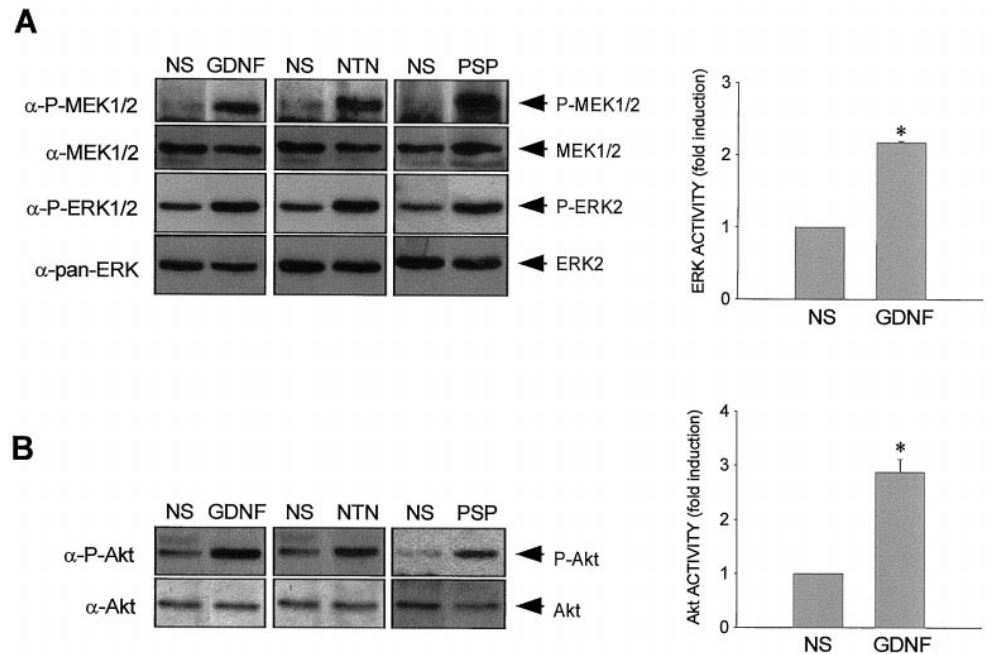 A
NS GDNF NS NTN NS PSP
α-P-MEK1/2 P-MEK1/2
α-MEK1/2 MEK1/2
α-P-ERK1/2 P-ERK2
α-pan-ERK ERK2
ERK ACTIVITY (fold induction)
3
2
1
0
*
NS GDNF
B
NS GDNF NS NTN NS PSP
α-P-Akt P-Akt
α-Akt Akt
Akt ACTIVITY (fold induction)
4
3
2
1
0
*
NS GDNF